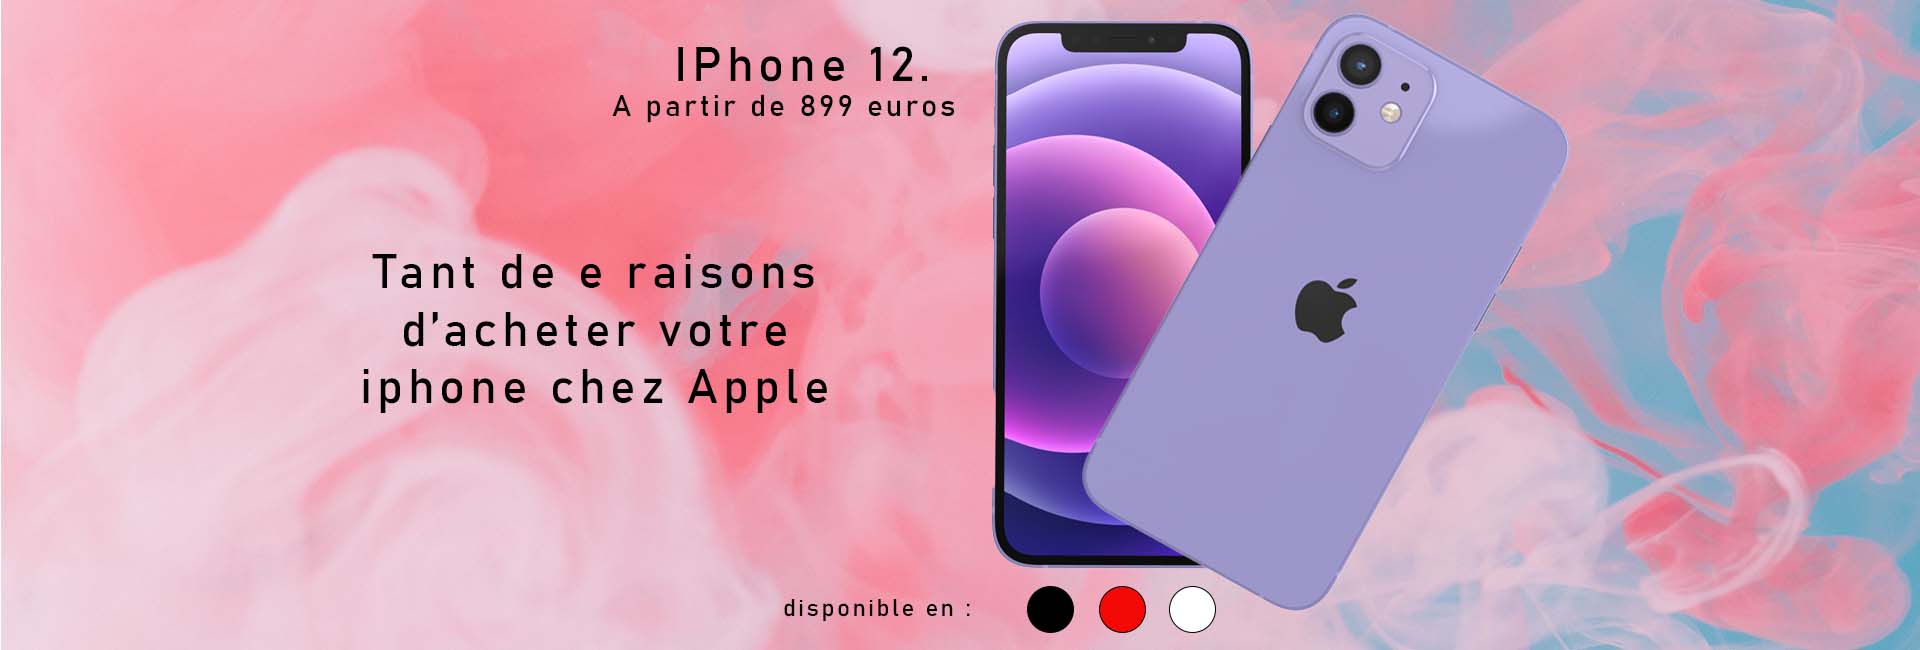 IPhone 12.
A partir de 899 euros
Tant de e raisons
d’acheter votre
iphone chez Apple
disponible en :